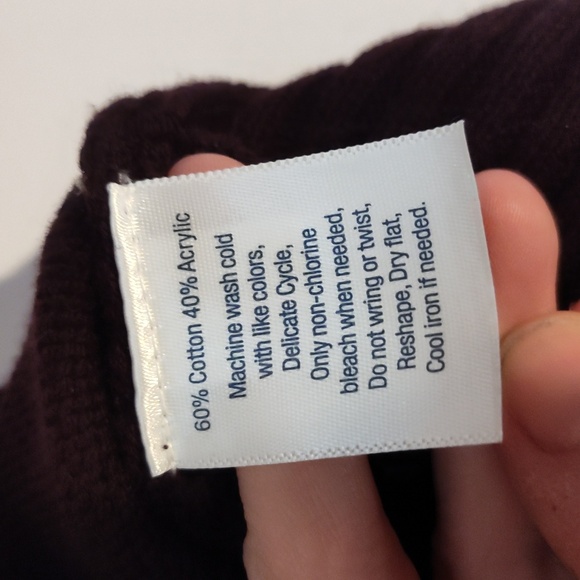 60% Cotton 40% Acrylic
Machine wash cold
with like colors,
Delicate Cycle,
Only non-chlorine
bleach when needed,
Do not wring or twist,
Reshape, Dry flat,
Cool iron if needed.